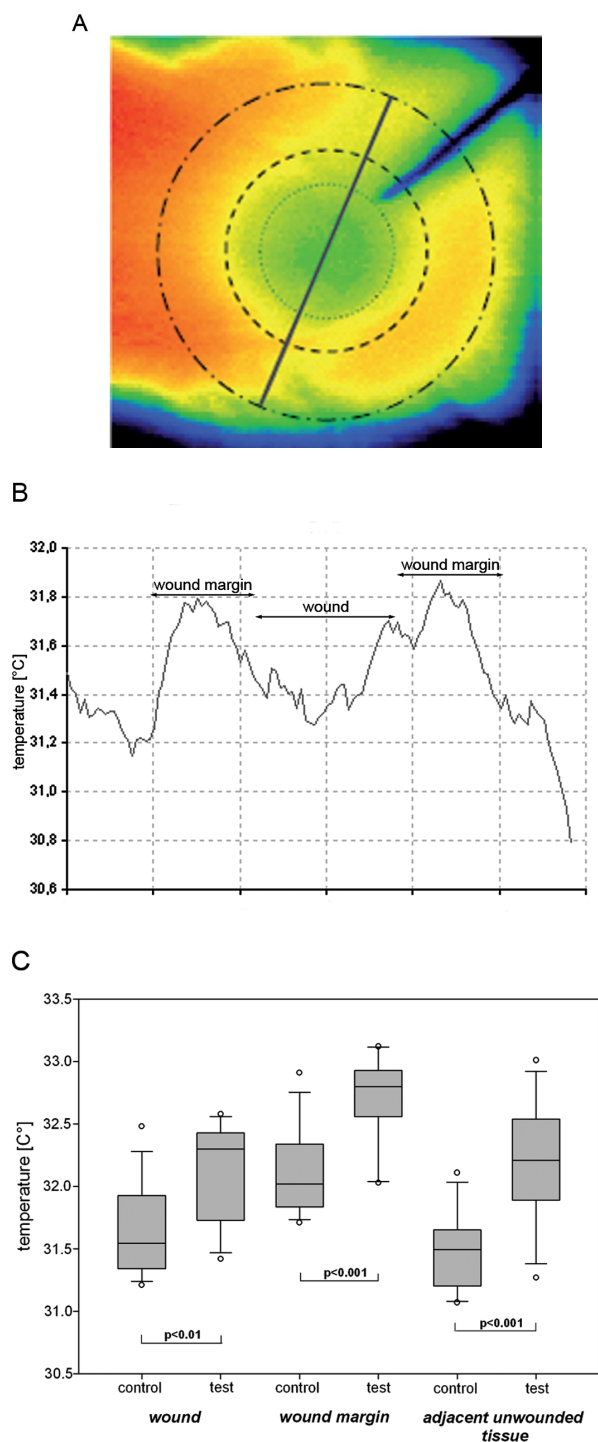 A
B
32,0
31,8
31,6
31,4
31,2
31,0
30,8
30,6
temperature [°C]
wound margin
wound
wound margin
C
33.5
33.0
32.5
32.0
31.5
31.0
30.5
temperature [C°]
p<0.01
p<0.001
p<0.001
control test control test control test
wound wound margin adjacent unwounded
tissue